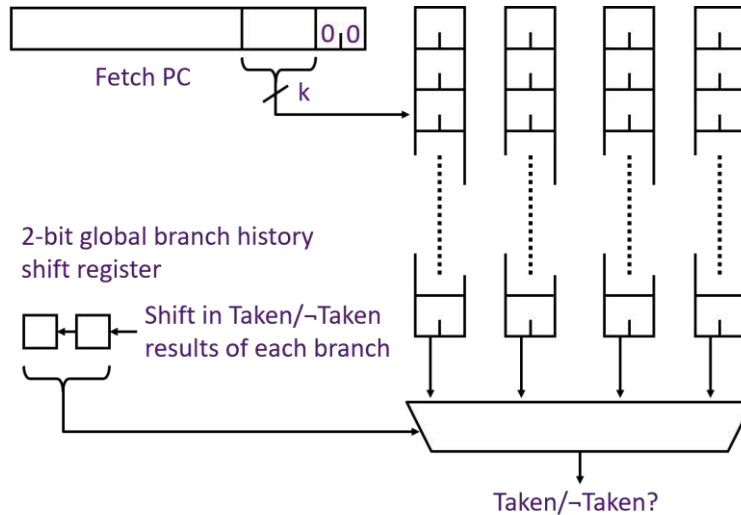 0 0
Fetch PC
k
2-bit global branch history
shift register
Shift in Taken/¬Taken
results of each branch
Taken/¬Taken?